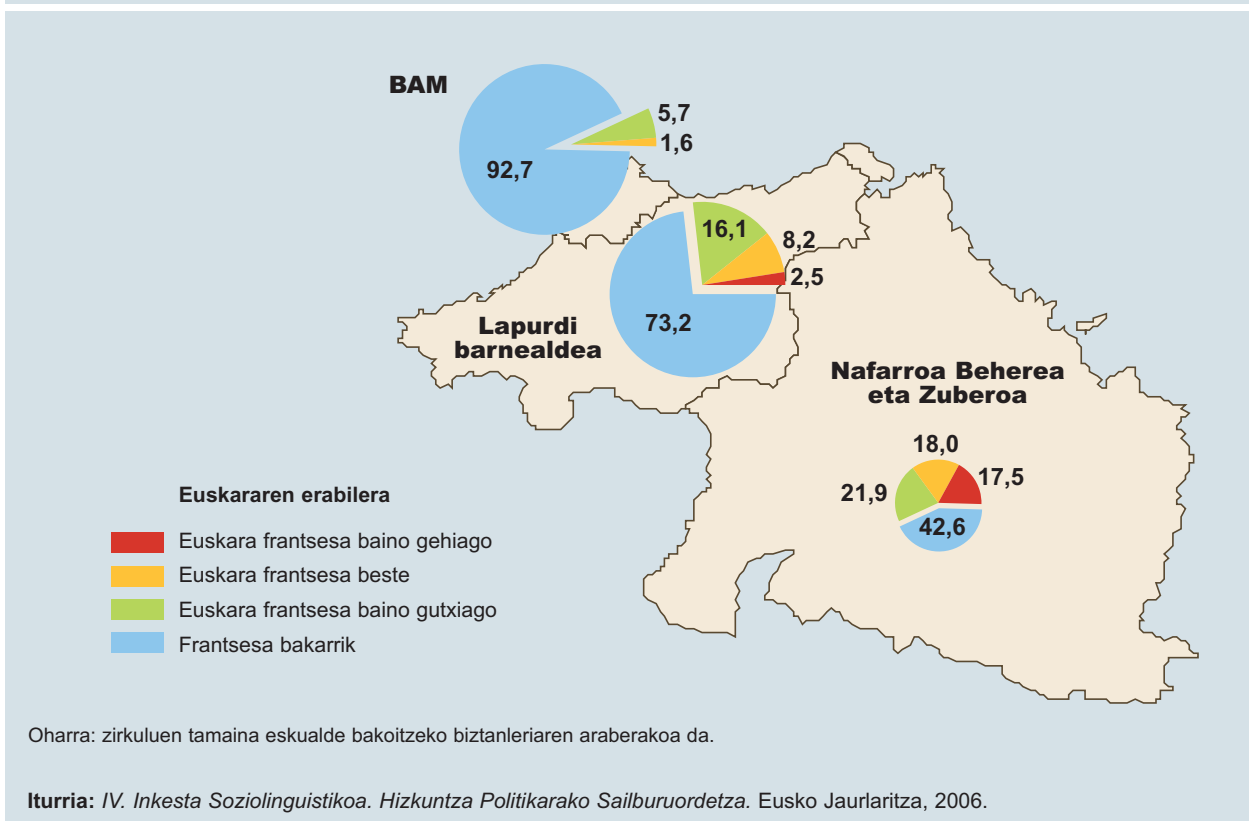 BAM
5,7
1,6
92,7
16,1
8,2
2,5
73,2
Lapurdi
barnealdea
Nafarroa Beherea
eta Zuberoa
18,0
17,5
21,9
42,6
Euskararen erabilera
Euskara frantsesa baino gehiago
Euskara frantsesa beste
Euskara frantsesa baino gutxiago
Frantsesa bakarrik
Oharra: zirkuluen tamaina eskualde bakoitzeko biztanleriaren araberakoa da.
Iturria: IV. Inkesta Soziolinguistikoa. Hizkuntza Politikarako Sailburuordetza. Eusko Jaurlaritza, 2006.